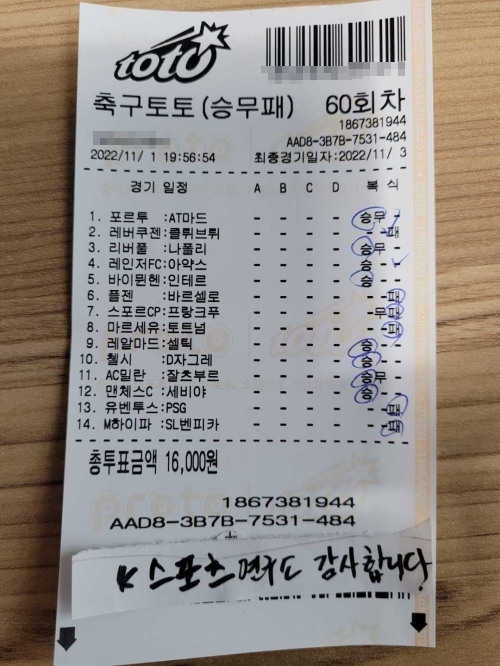 totu
축구토토(승무패) 60회차
1867381944
AAD8-3B7B-7531-484
2022/11/ 1 19:56:54 최종경기일자:2022/11/ 3
경기 일정 A B C D 복 식
1. 포르투 :AT마드 - - - - 승무-
2. 레버쿠젠:클뤼브뤼 - - - - --패
3. 리버풀 :나폴리 - - - - 승무-
4. 레인저FC:아약스 - - - - 승--
5. 바이뮌헨:인테르 - - - - 승--
6. 플젠 :바르셀로 - - - - --패
7. 스포르CP:프랑크푸 - - - - -무패
8. 마르세유:토트넘 - - - - --패
9. 레알마드:셀틱 - - - - 승--
10. 첼시 :D자그레 - - - - 승--
11. AC밀란 :잘츠부르 - - - - 승무-
12. 맨체스C :세비야 - - - - 승--
13. 유벤투스:PSG - - - - --패
14. M하이파 :SL벤피카 - - - - --패
총투표금액 16,000원
1867381944
AAD8-3B7B-7531-484
K 스포츠연구소 감사합니다